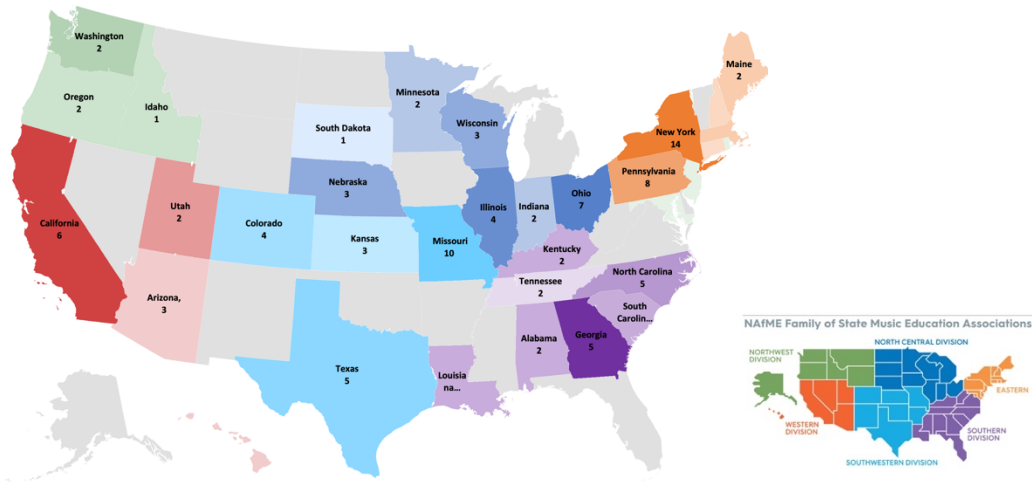 Washington
2
Oregon
2
Idaho
1
California
6
Utah
2
Arizona,
3
Colorado
4
South Dakota
1
Nebraska
3
Kansas
3
Texas
5
Minnesota
2
Wisconsin
3
Illinois
4
Missouri
10
Indiana
2
Ohio
7
Kentucky
2
Tennessee
2
Alabama
2
Georgia
5
Louisia
na...
North Carolina
5
South
Carolin...
New York
14
Pennsylvania
8
Maine
2
NAfME Family of State Music Education Associations
NORTH CENTRAL DIVISION
NORTHWEST
DIVISION
EASTERN
WESTERN
DIVISION
SOUTHERN
DIVISION
SOUTHWESTERN DIVISION